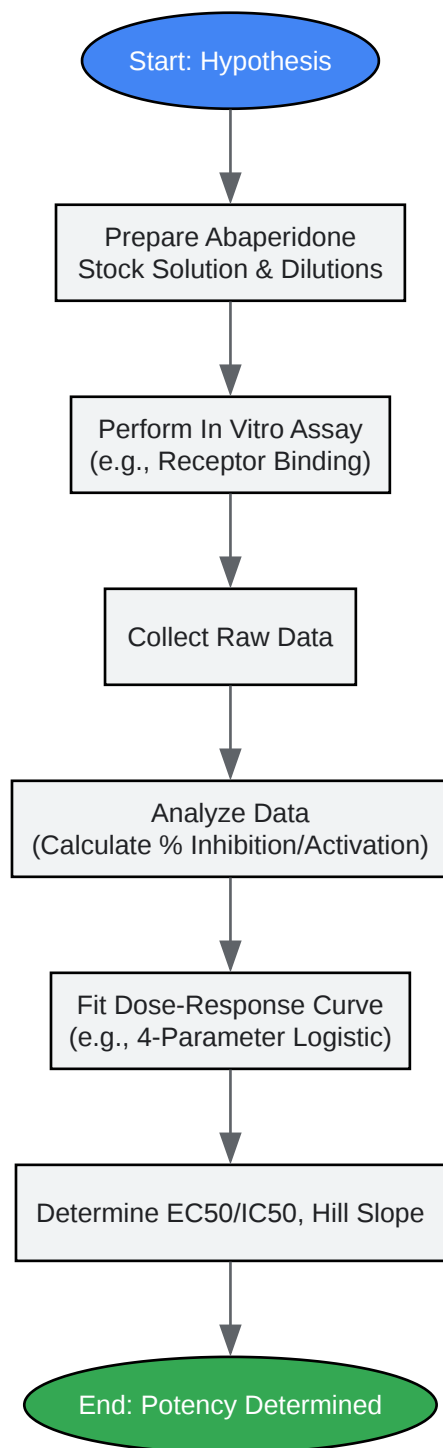 Start: Hypothesis
Prepare Abaperidone
Stock Solution & Dilutions
Perform In Vitro Assay
(e.g., Receptor Binding)
Collect Raw Data
Analyze Data
(Calculate % Inhibition/Activation)
Fit Dose-Response Curve
(e.g., 4-Parameter Logistic)
Determine EC50/IC50, Hill Slope
End: Potency Determined